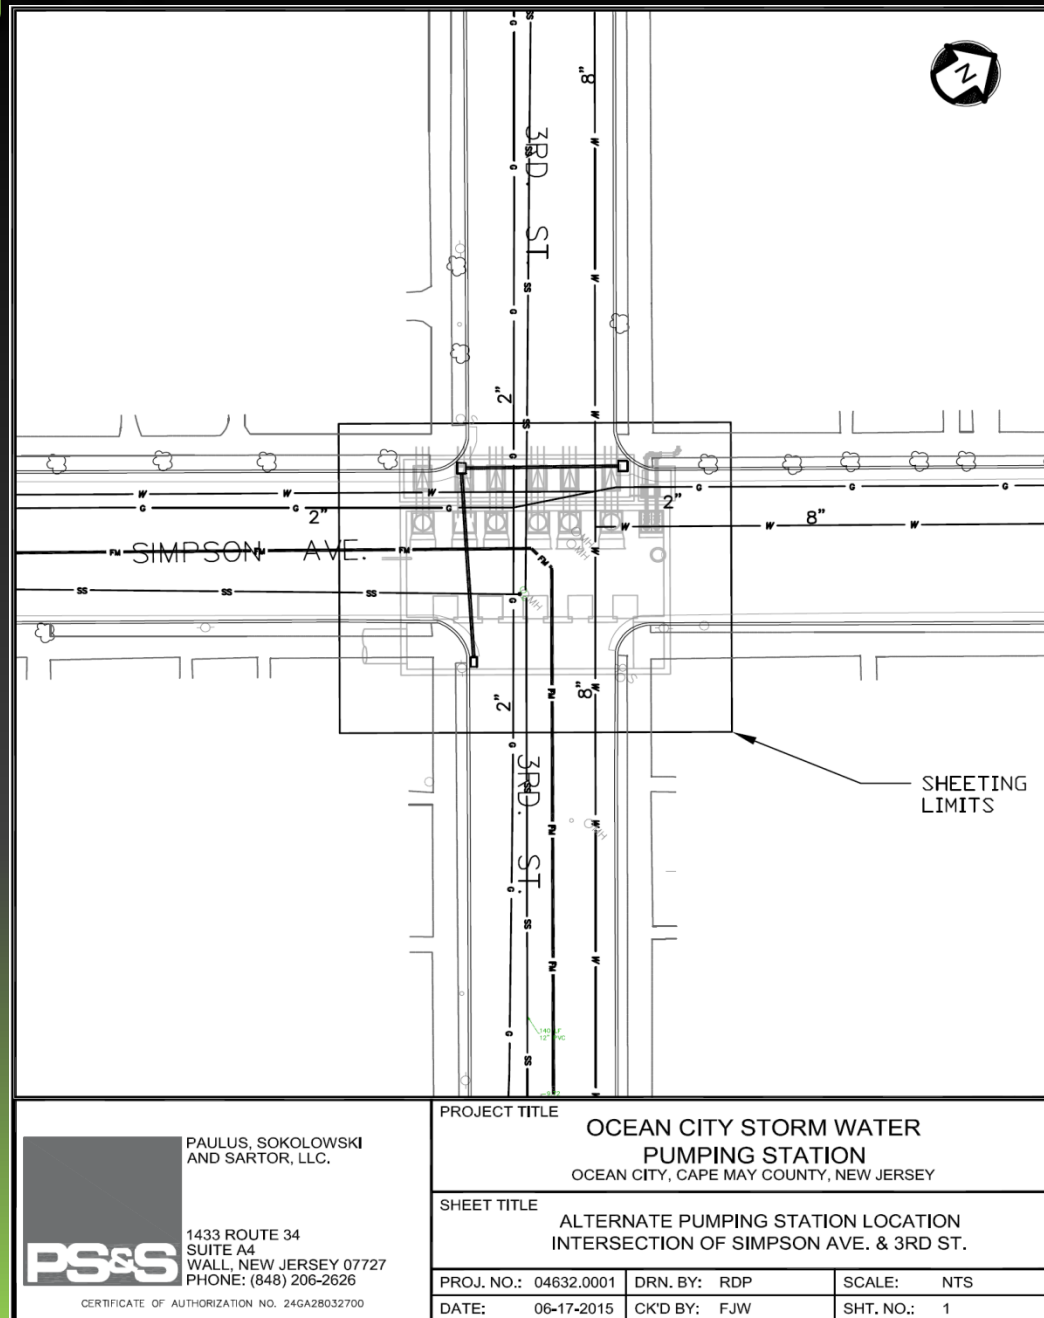 N
8"
3RD. ST.
2"
2"
2"
8"
SIMPSON AVE.
MH
MH
MH
2"
8"
3RD. ST.
MH
SHEETING
LIMITS
PAULUS, SOKOLOWSKI
AND SARTOR, LLC.
1433 ROUTE 34
SUITE A4
WALL, NEW JERSEY 07727
PHONE: (848) 206-2626
PS&S
CERTIFICATE OF AUTHORIZATION NO. 24GA28032700
PROJECT TITLE
OCEAN CITY STORM WATER
PUMPING STATION
OCEAN CITY, CAPE MAY COUNTY, NEW JERSEY
SHEET TITLE
ALTERNATE PUMPING STATION LOCATION
INTERSECTION OF SIMPSON AVE. & 3RD ST.
PROJ. NO.: 04632.0001 DRN. BY: RDP SCALE: NTS
DATE: 06-17-2015 CK'D BY: FJW SHT. NO.: 1